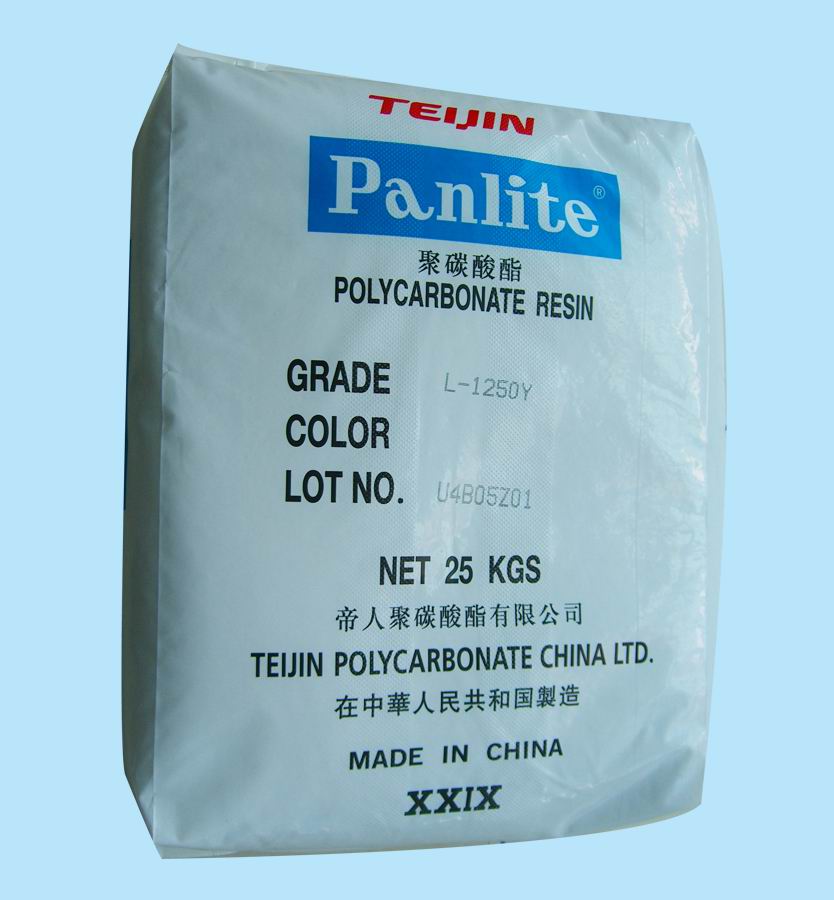 TEIJIN
Panlite®
聚碳酸酯
POLYCARBONATE RESIN
GRADE L-1250Y
COLOR
LOT NO. U4B05Z01
NET 25 KGS
帝人聚碳酸酯有限公司
TEIJIN POLYCARBONATE CHINA LTD.
在中華人民共和国製造
MADE IN CHINA
XXIX